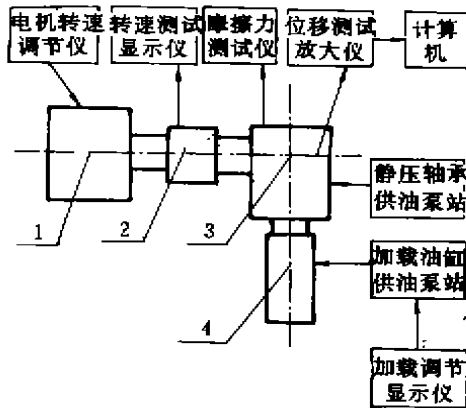 电机转速
调节仪
转速测试
显示仪
摩擦力
测试仪
位移测试
放大仪
计算
机
静压轴承
供油泵站
加载油缸
供油泵站
加载调节
显示仪
1
2
3
4